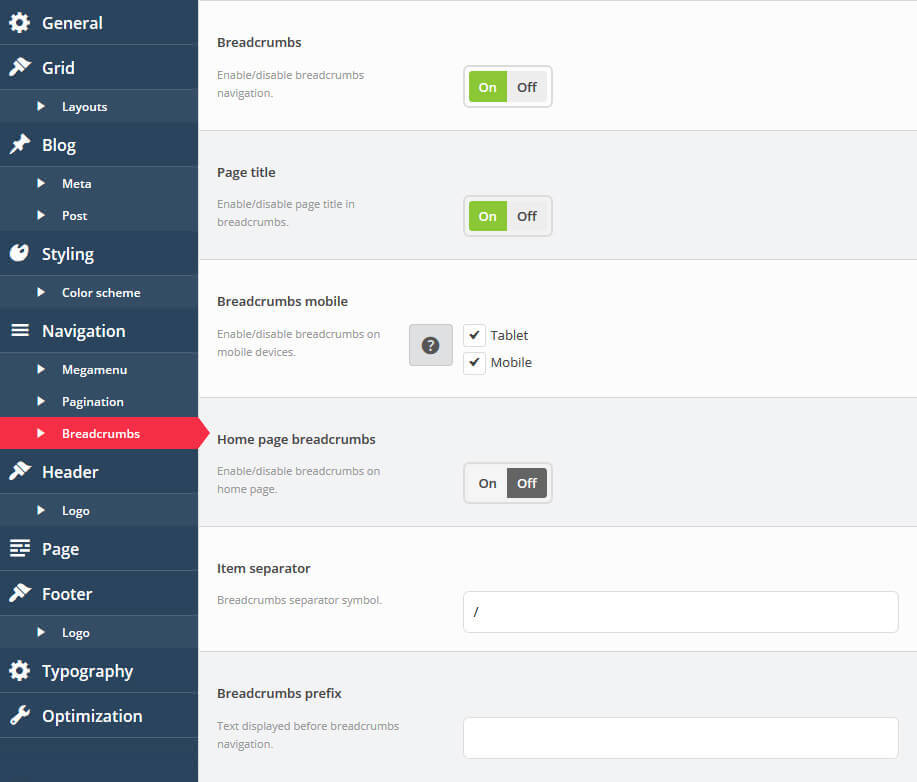 General
Grid
Layouts
Blog
Meta
Post
Styling
Color scheme
Navigation
Megamenu
Pagination
Breadcrumbs
Header
Logo
Page
Footer
Logo
Typography
Optimization
Breadcrumbs
Enable/disable breadcrumbs
navigation.
On Off
Page title
Enable/disable page title in
breadcrumbs.
On Off
Breadcrumbs mobile
Enable/disable breadcrumbs on
mobile devices.
?
Tablet
Mobile
Home page breadcrumbs
Enable/disable breadcrumbs on
home page.
On Off
Item separator
Breadcrumbs separator symbol.
/
Breadcrumbs prefix
Text displayed before breadcrumbs
navigation.